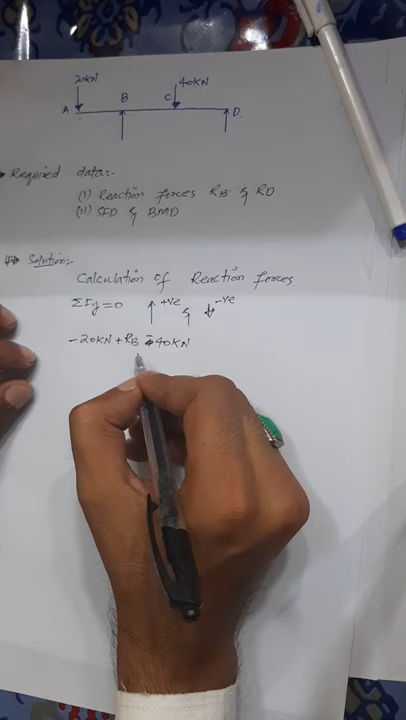 20KN
40KN
A B C D.
Required data:-
(i) Reaction forces RB & RD
(ii) SFD & BMD
Solution:-
Calculation of Reaction forces
ΣFy=0 ↑+ve & ↓-ve
-20KN+RB-40KN